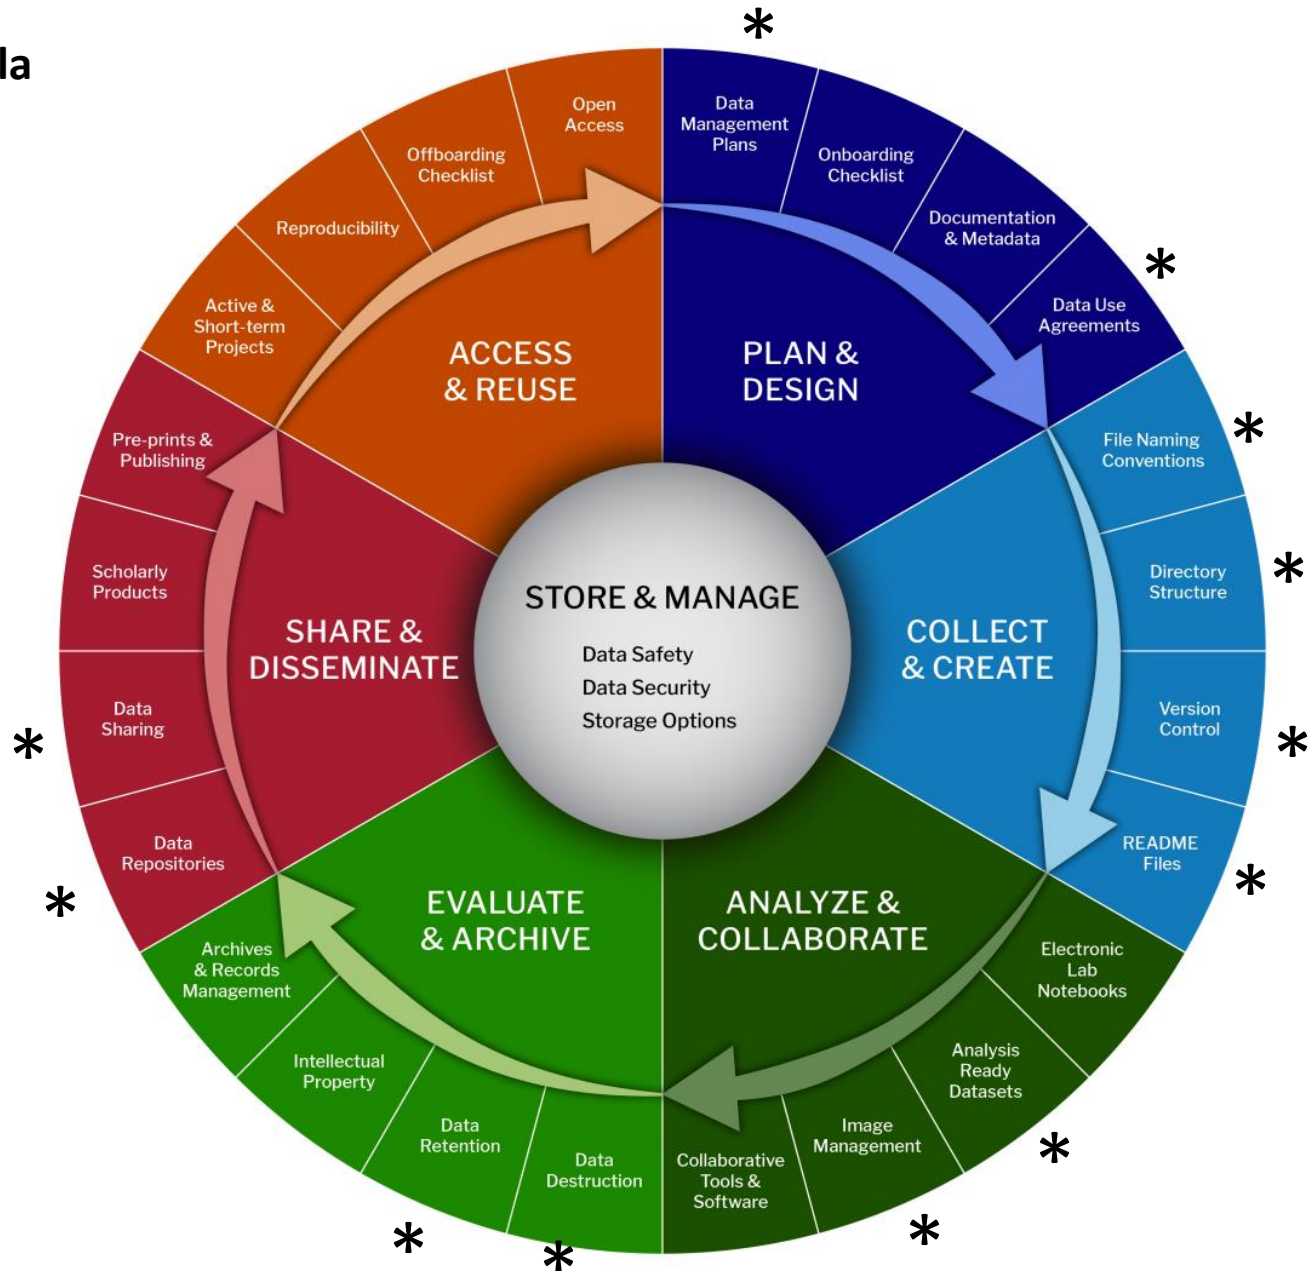 la
*
Open
Access
Data
Management
Plans
Offboarding
Checklist
Onboarding
Checklist
Reproducibility
Documentation
& Metadata
*
Active &
Short-term
Projects
Data Use
Agreements
ACCESS
& REUSE
PLAN &
DESIGN
Pre-prints &
Publishing
File Naming
Conventions
*
Scholarly
Products
Directory
Structure
*
STORE & MANAGE
Data Safety
Data Security
Storage Options
SHARE &
DISSEMINATE
COLLECT
& CREATE
Data
Sharing
*
Version
Control
*
Data
Repositories
*
README
Files
*
EVALUATE
& ARCHIVE
ANALYZE &
COLLABORATE
Archives
& Records
Management
Electronic
Lab
Notebooks
Intellectual
Property
Analysis
Ready
Datasets
*
Data
Retention
*
Image
Management
*
Data
Destruction
*
Collaborative
Tools &
Software